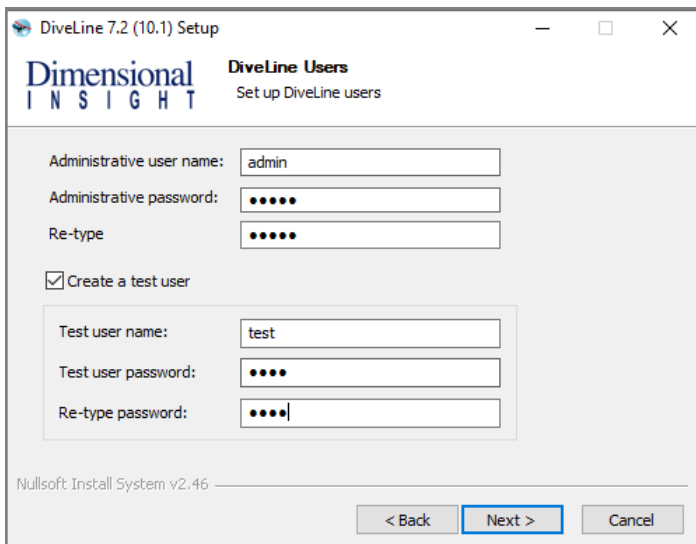 DiveLine 7.2 (10.1) Setup
Dimensional
INSIGHT
DiveLine Users
Set up DiveLine users
Administrative user name: admin
Administrative password: •••••
Re-type •••••
Create a test user
Test user name: test
Test user password: ••••
Re-type password: ••••
Nullsoft Install System v2.46
< Back Next > Cancel